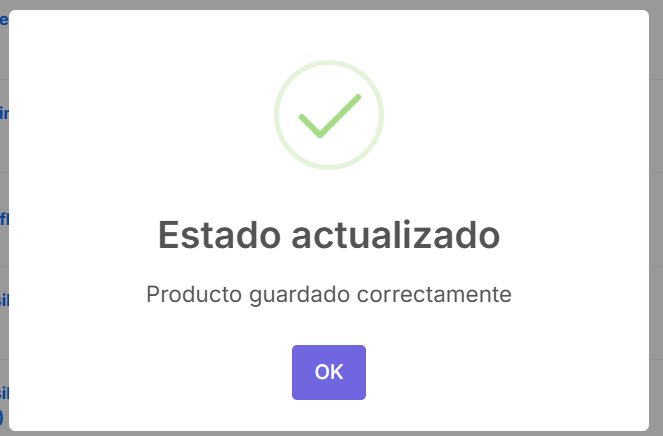 Estado actualizado
Producto guardado correctamente
OK